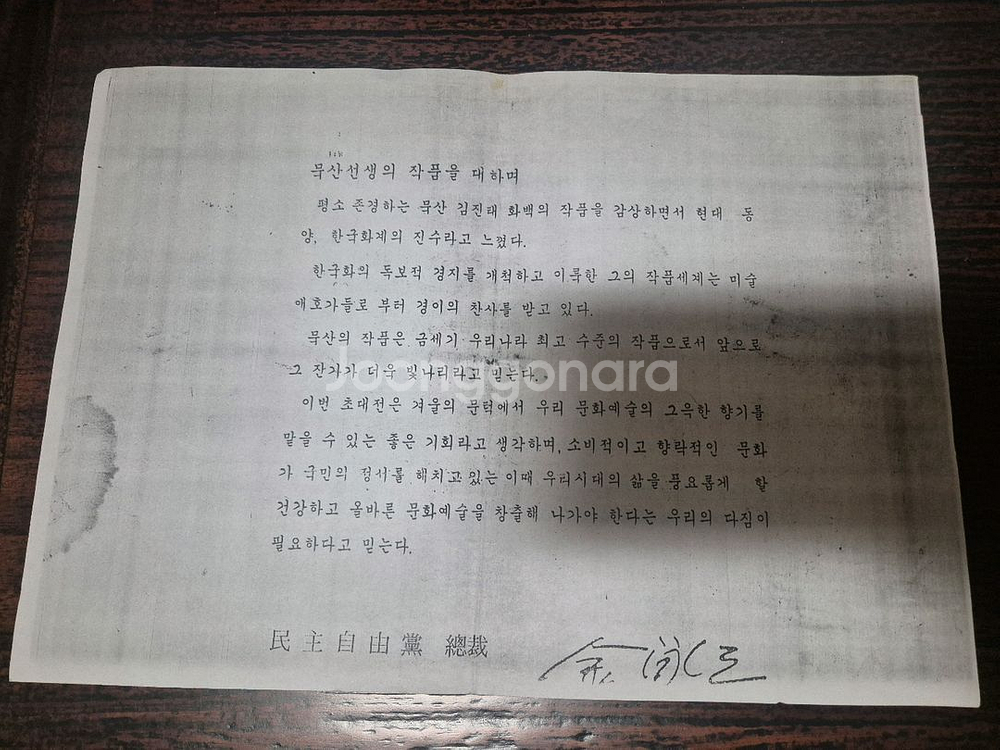 무산선생의 작품을 대하며
평소 존경하는 무산 김진태 화백의 작품을 감상하면서 현대 동
양, 한국화계의 진수라고 느꼈다.
한국화의 독보적 경지를 개척하고 이룩한 그의 작품세계는 미술
애호가들로 부터 경이의 찬사를 받고 있다.
무산의 작품은 금세기 우리나라 최고 수준의 작품으로서 앞으로
그 잔가가 더욱 빛나리라고 믿는다.
Joonggonara
이번 초대전은 겨울의 문턱에서 우리 문화예술의 그윽한 향기를
맡을 수 있는 좋은 기회라고 생각하며, 소비적이고 향락적인 문화
가 국민의 정서를 해치고 있는 이때 우리시대의 삶을 풍요롭게 할
건강하고 올바른 문화예술을 창출해 나가야 한다는 우리의 다짐이
필요하다고 믿는다.
民主自由黨 總裁 金泳三